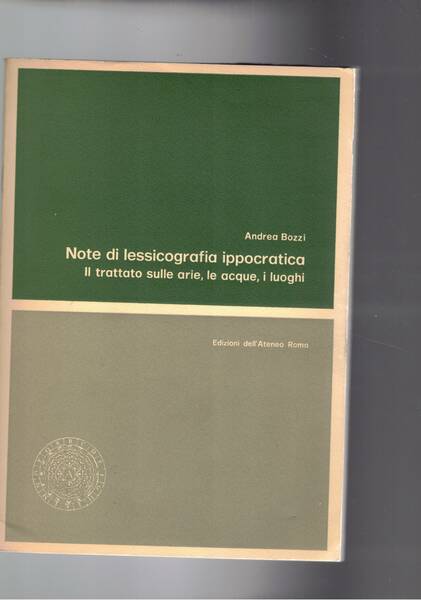 Andrea Bozzi
Note di lessicografia ippocratica
Il trattato sulle arie, le acque, i luoghi
Edizioni dell'Ateneo Roma